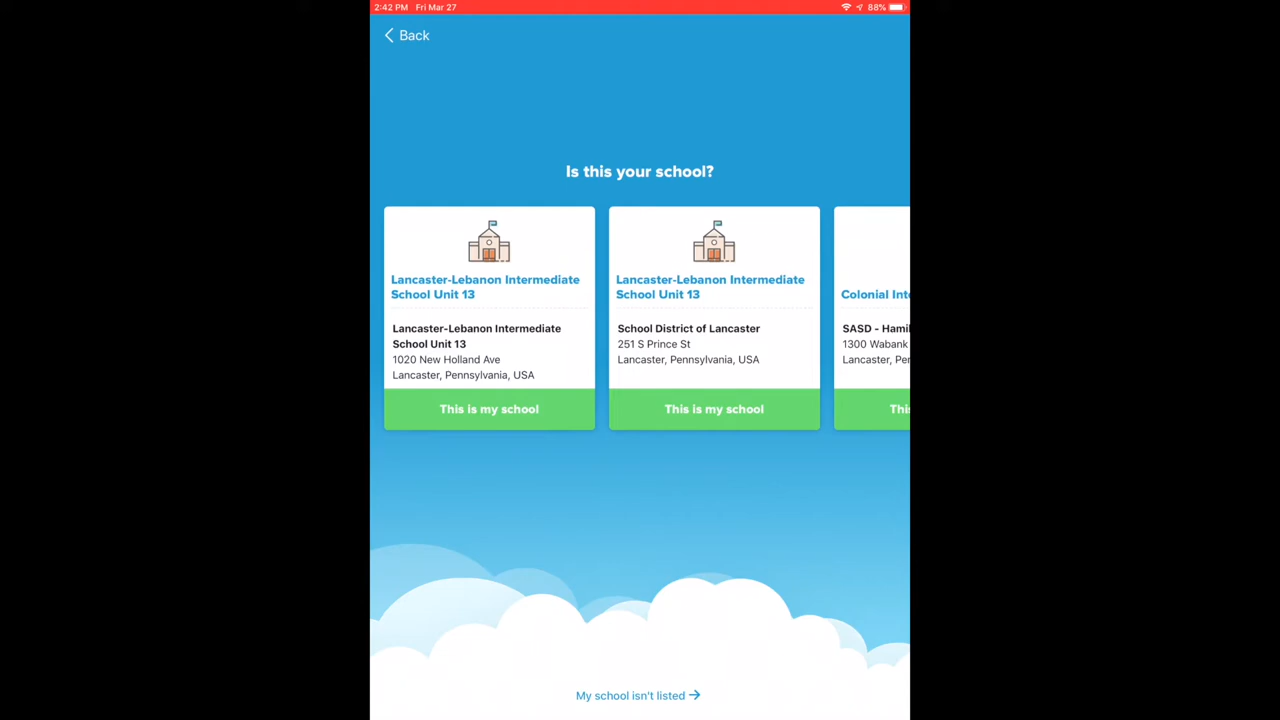 2:42 PM Fri Mar 27 88%
Back
Is this your school?
Lancaster-Lebanon Intermediate
School Unit 13
Lancaster-Lebanon Intermediate
School Unit 13
1020 New Holland Ave
Lancaster, Pennsylvania, USA
This is my school
Lancaster-Lebanon Intermediate
School Unit 13
School District of Lancaster
251 S Prince St
Lancaster, Pennsylvania, USA
This is my school
Colonial Inte
SASD - Hamil
1300 Wabank
Lancaster, Per
This
My school isn't listed →